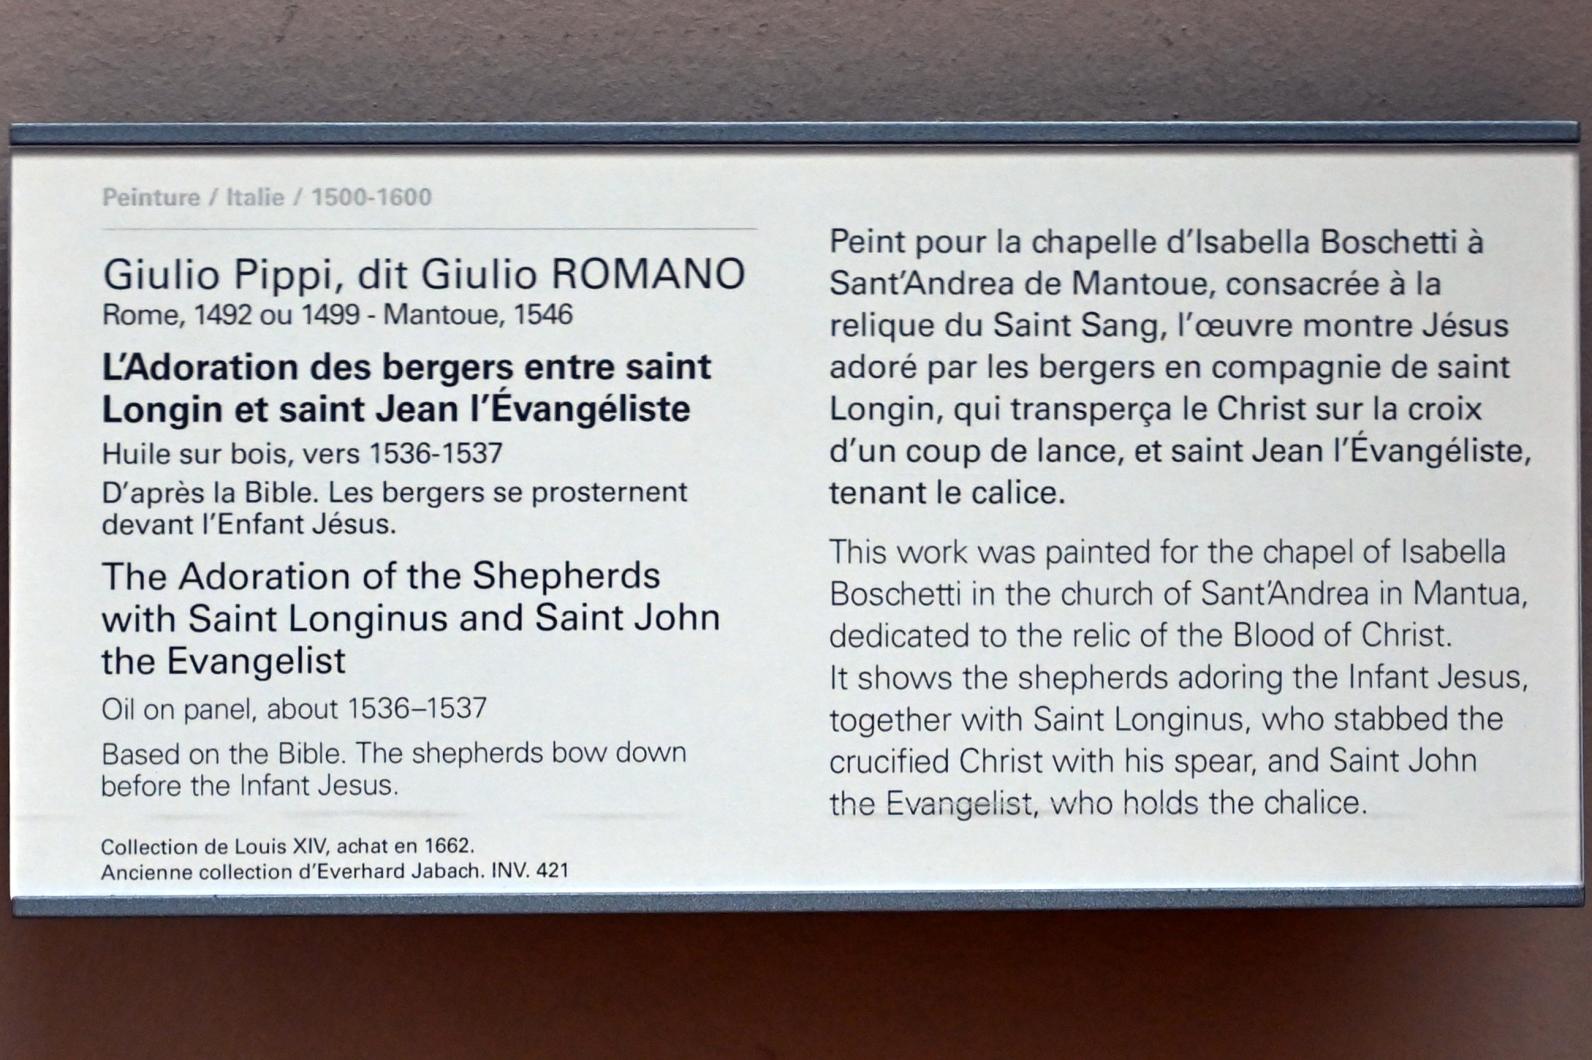 Peinture / Italie / 1500-1600
Giulio Pippi, dit Giulio ROMANO
Rome, 1492 ou 1499 - Mantoue, 1546
L'Adoration des bergers entre saint
Longin et saint Jean l'Évangéliste
Huile sur bois, vers 1536-1537
D'après la Bible. Les bergers se prosternent
devant l'Enfant Jésus.
The Adoration of the Shepherds
with Saint Longinus and Saint John
the Evangelist
Oil on panel, about 1536–1537
Based on the Bible. The shepherds bow down
before the Infant Jesus.
Collection de Louis XIV, achat en 1662.
Ancienne collection d'Everhard Jabach. INV. 421
Peint pour la chapelle d'Isabella Boschetti à
Sant'Andrea de Mantoue, consacrée à la
relique du Saint Sang, l'œuvre montre Jésus
adoré par les bergers en compagnie de saint
Longin, qui transperça le Christ sur la croix
d'un coup de lance, et saint Jean l'Évangéliste,
tenant le calice.
This work was painted for the chapel of Isabella
Boschetti in the church of Sant'Andrea in Mantua,
dedicated to the relic of the Blood of Christ.
It shows the shepherds adoring the Infant Jesus,
together with Saint Longinus, who stabbed the
crucified Christ with his spear, and Saint John
the Evangelist, who holds the chalice.